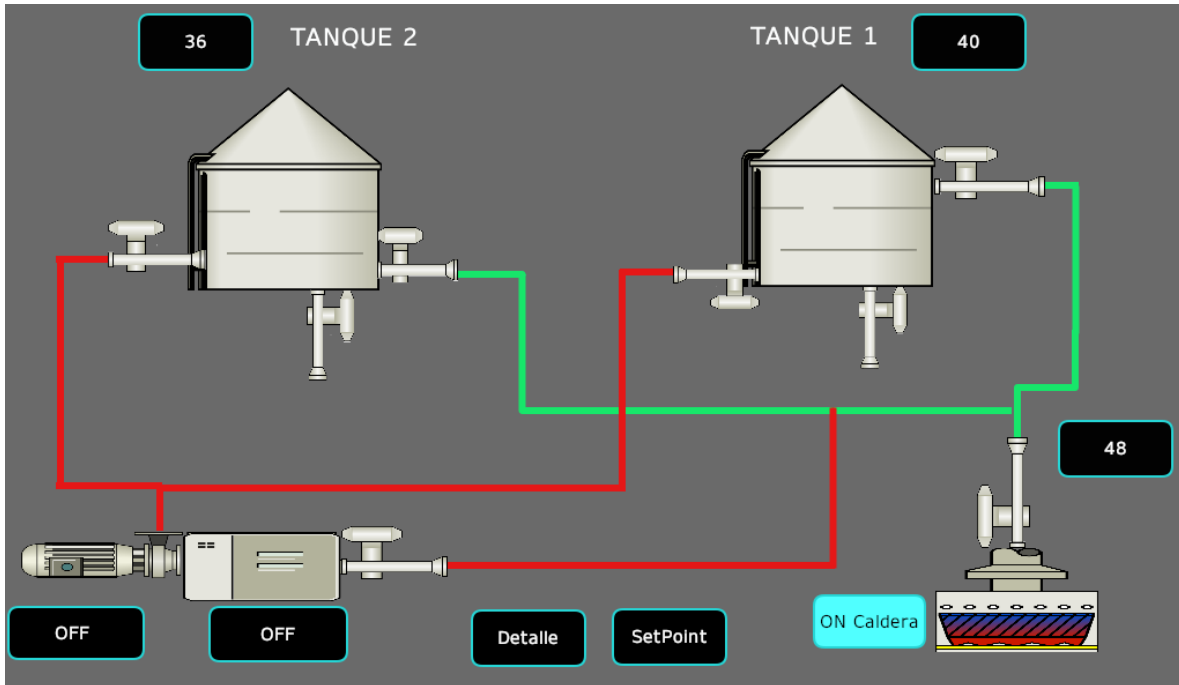 36
TANQUE 2
TANQUE 1
40
48
OFF
OFF
Detalle
SetPoint
ON Caldera